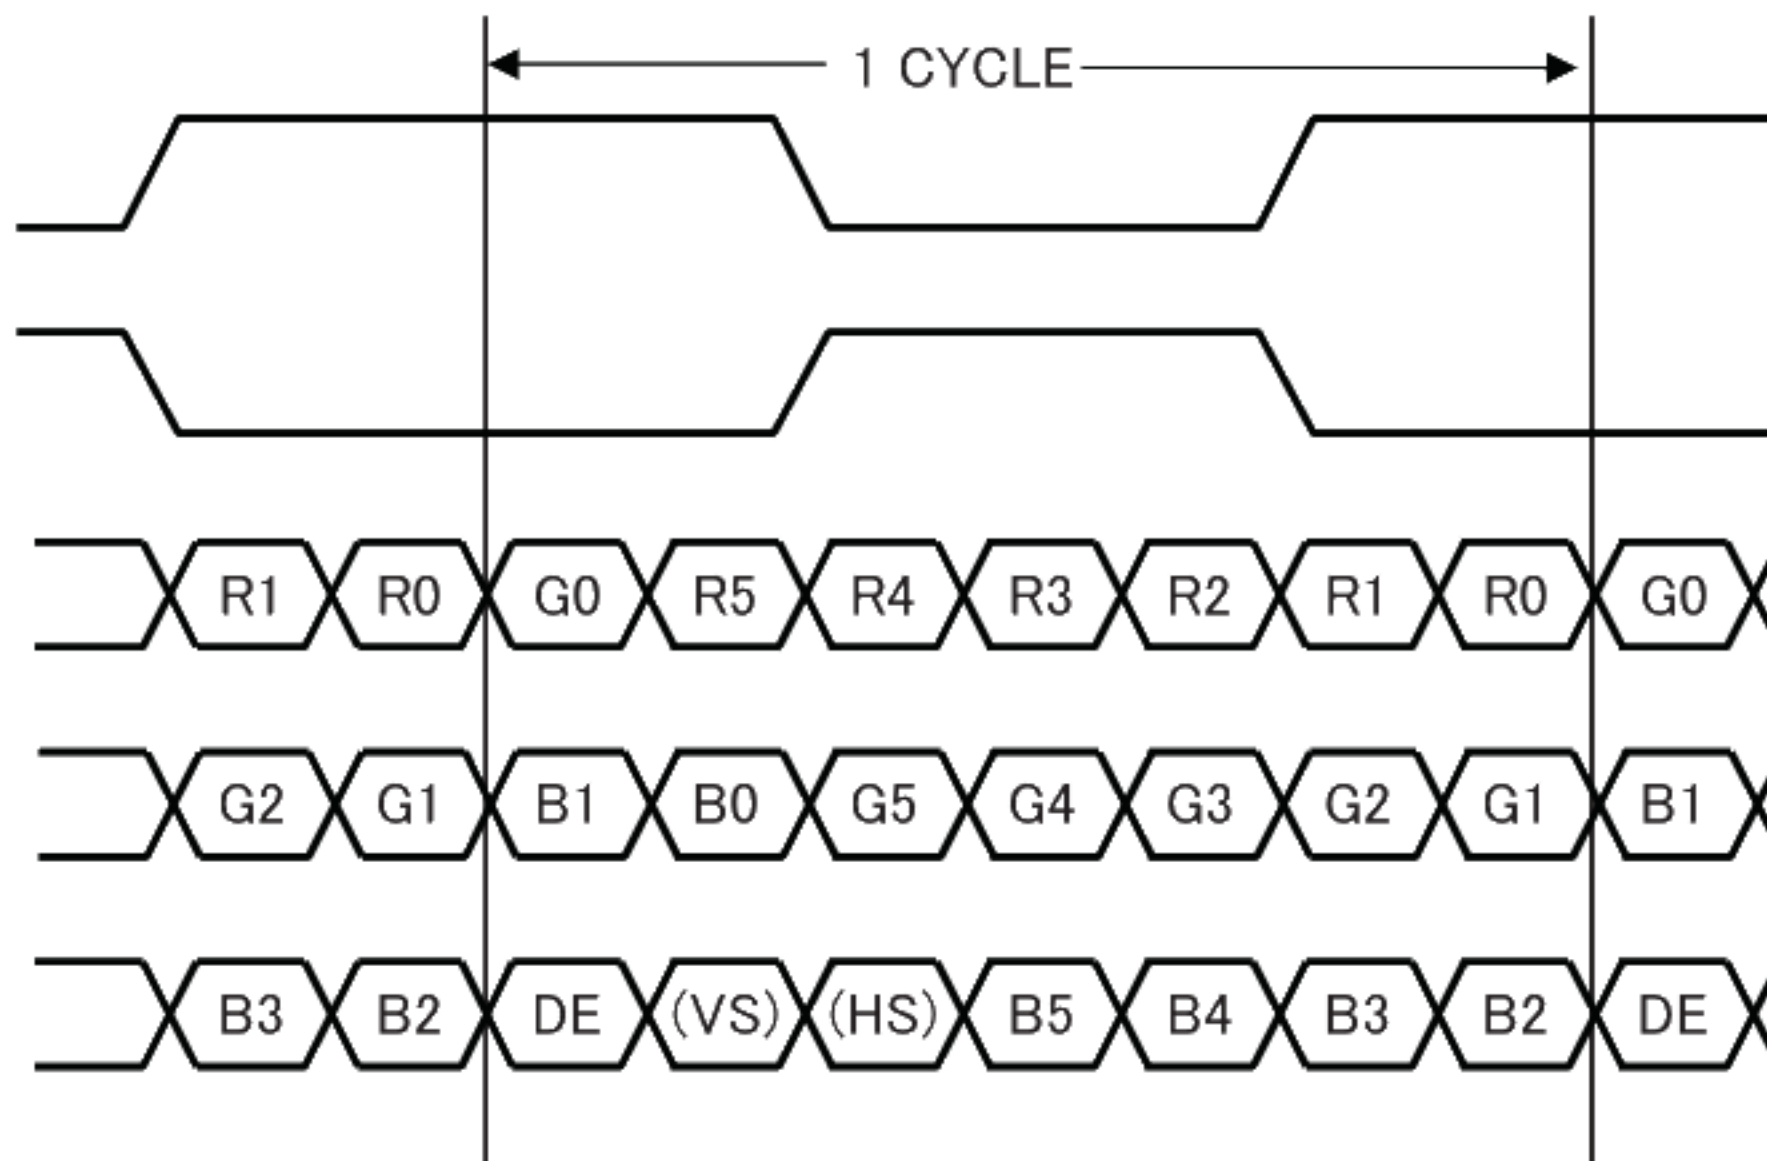 1 CYCLE
R1 R0 G0 R5 R4 R3 R2 R1 R0 G0
G2 G1 B1 B0 G5 G4 G3 G2 G1 B1
B3 B2 DE (VS) (HS) B5 B4 B3 B2 DE